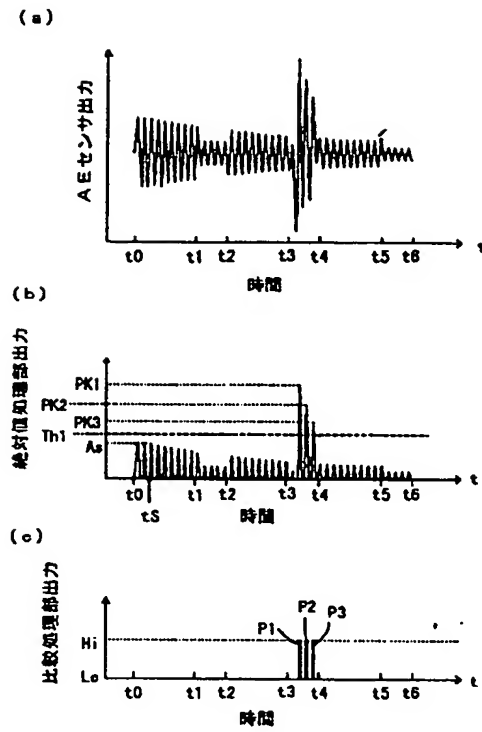 (a)
AEセンサ出力
t0 t1 t2 t3 t4 t5 t6 t
時間
(b)
絶対値処理部出力
PK1
PK2
PK3
Th1
As
t0 t1 t2 t3 t4 t5 t6 t
tS
時間
(c)
比較処理部出力
P1 P2 P3
Hi
Lo
t0 t1 t2 t3 t4 t5 t6 t
時間